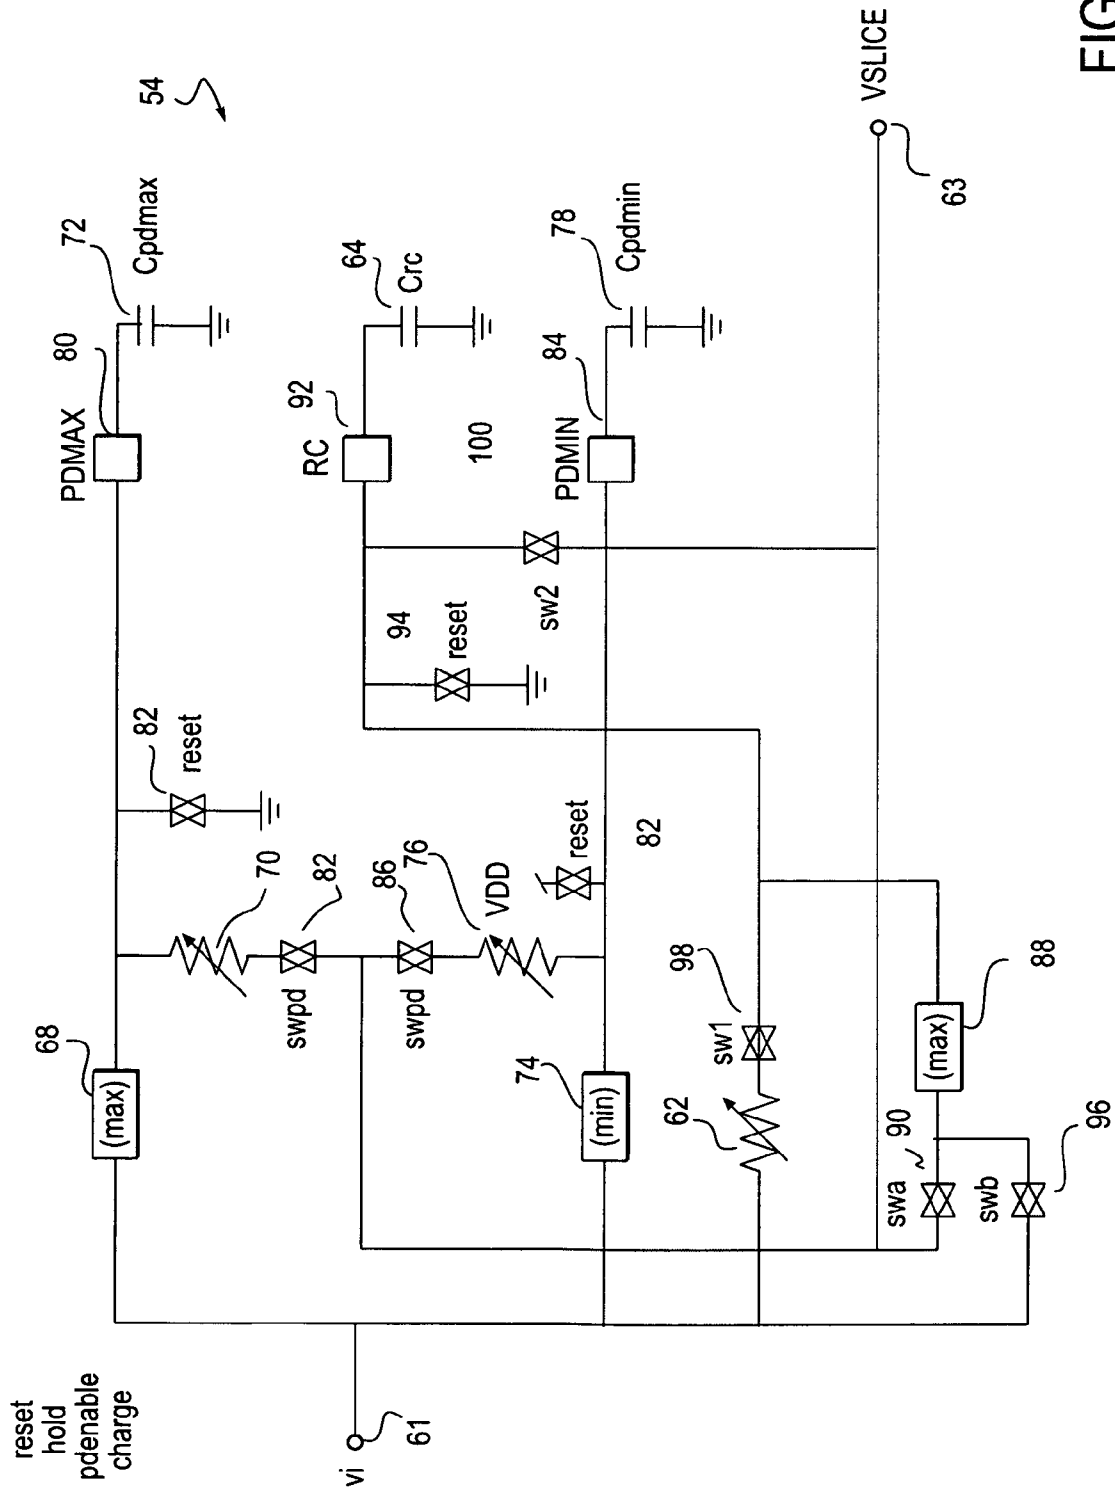 reset
hold
pdenable
charge
vi
61
68
(max)
70
82
reset
PDMAX
80
72
Cpdmax
54
swpd
82
swpd
86
76
VDD
reset
82
94
reset
RC
92
64
Crc
100
sw2
74
(min)
PDMIN
84
78
Cpdmin
62
sw1
98
swa
90
swb
96
(max)
88
VSLICE
63
FIG